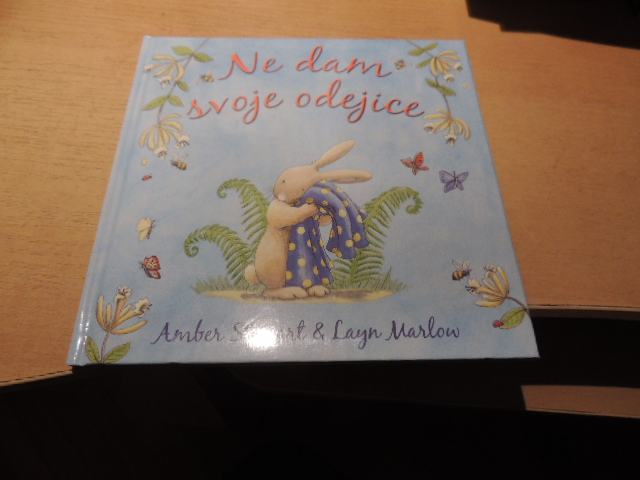 Ne dam
svoje odejice
Amber & Layn Marlow